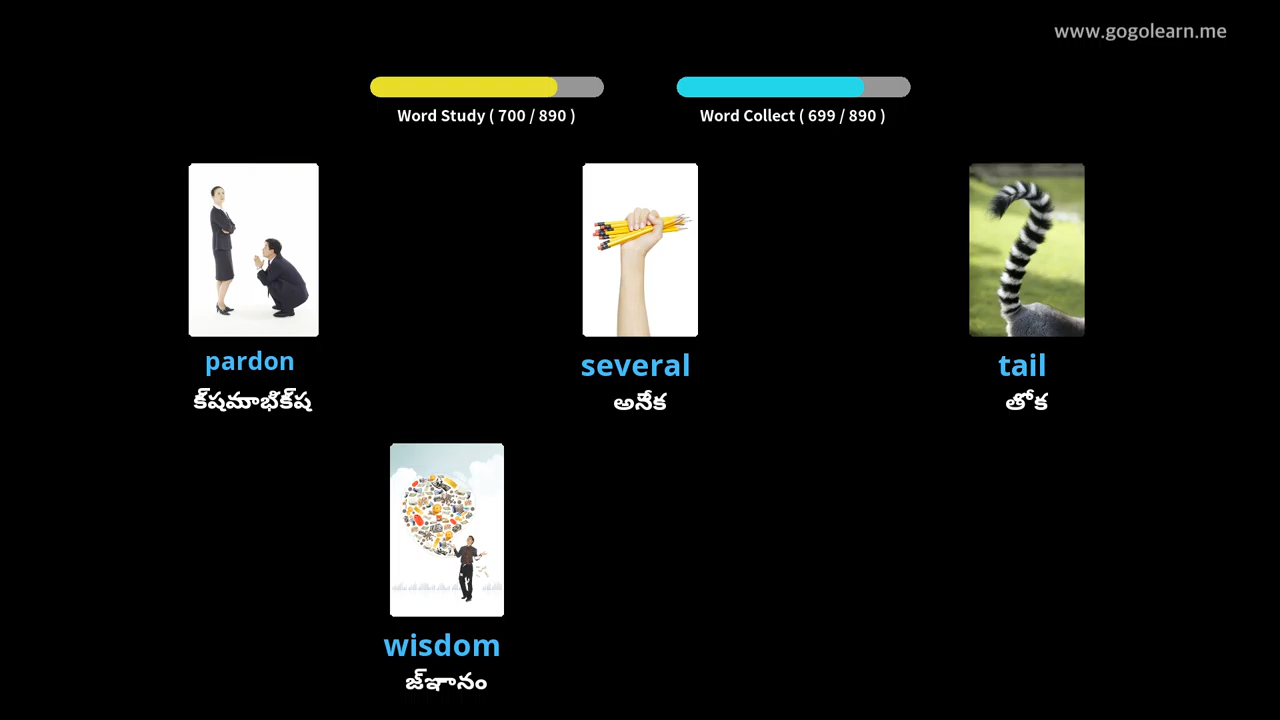 www.gogolearn.me
Word Study ( 700 / 890 )
Word Collect ( 699 / 890 )
pardon
క్‌షమాభిక్‌ష
several
అనేక
tail
తోక
wisdom
జ్‌ఞానం